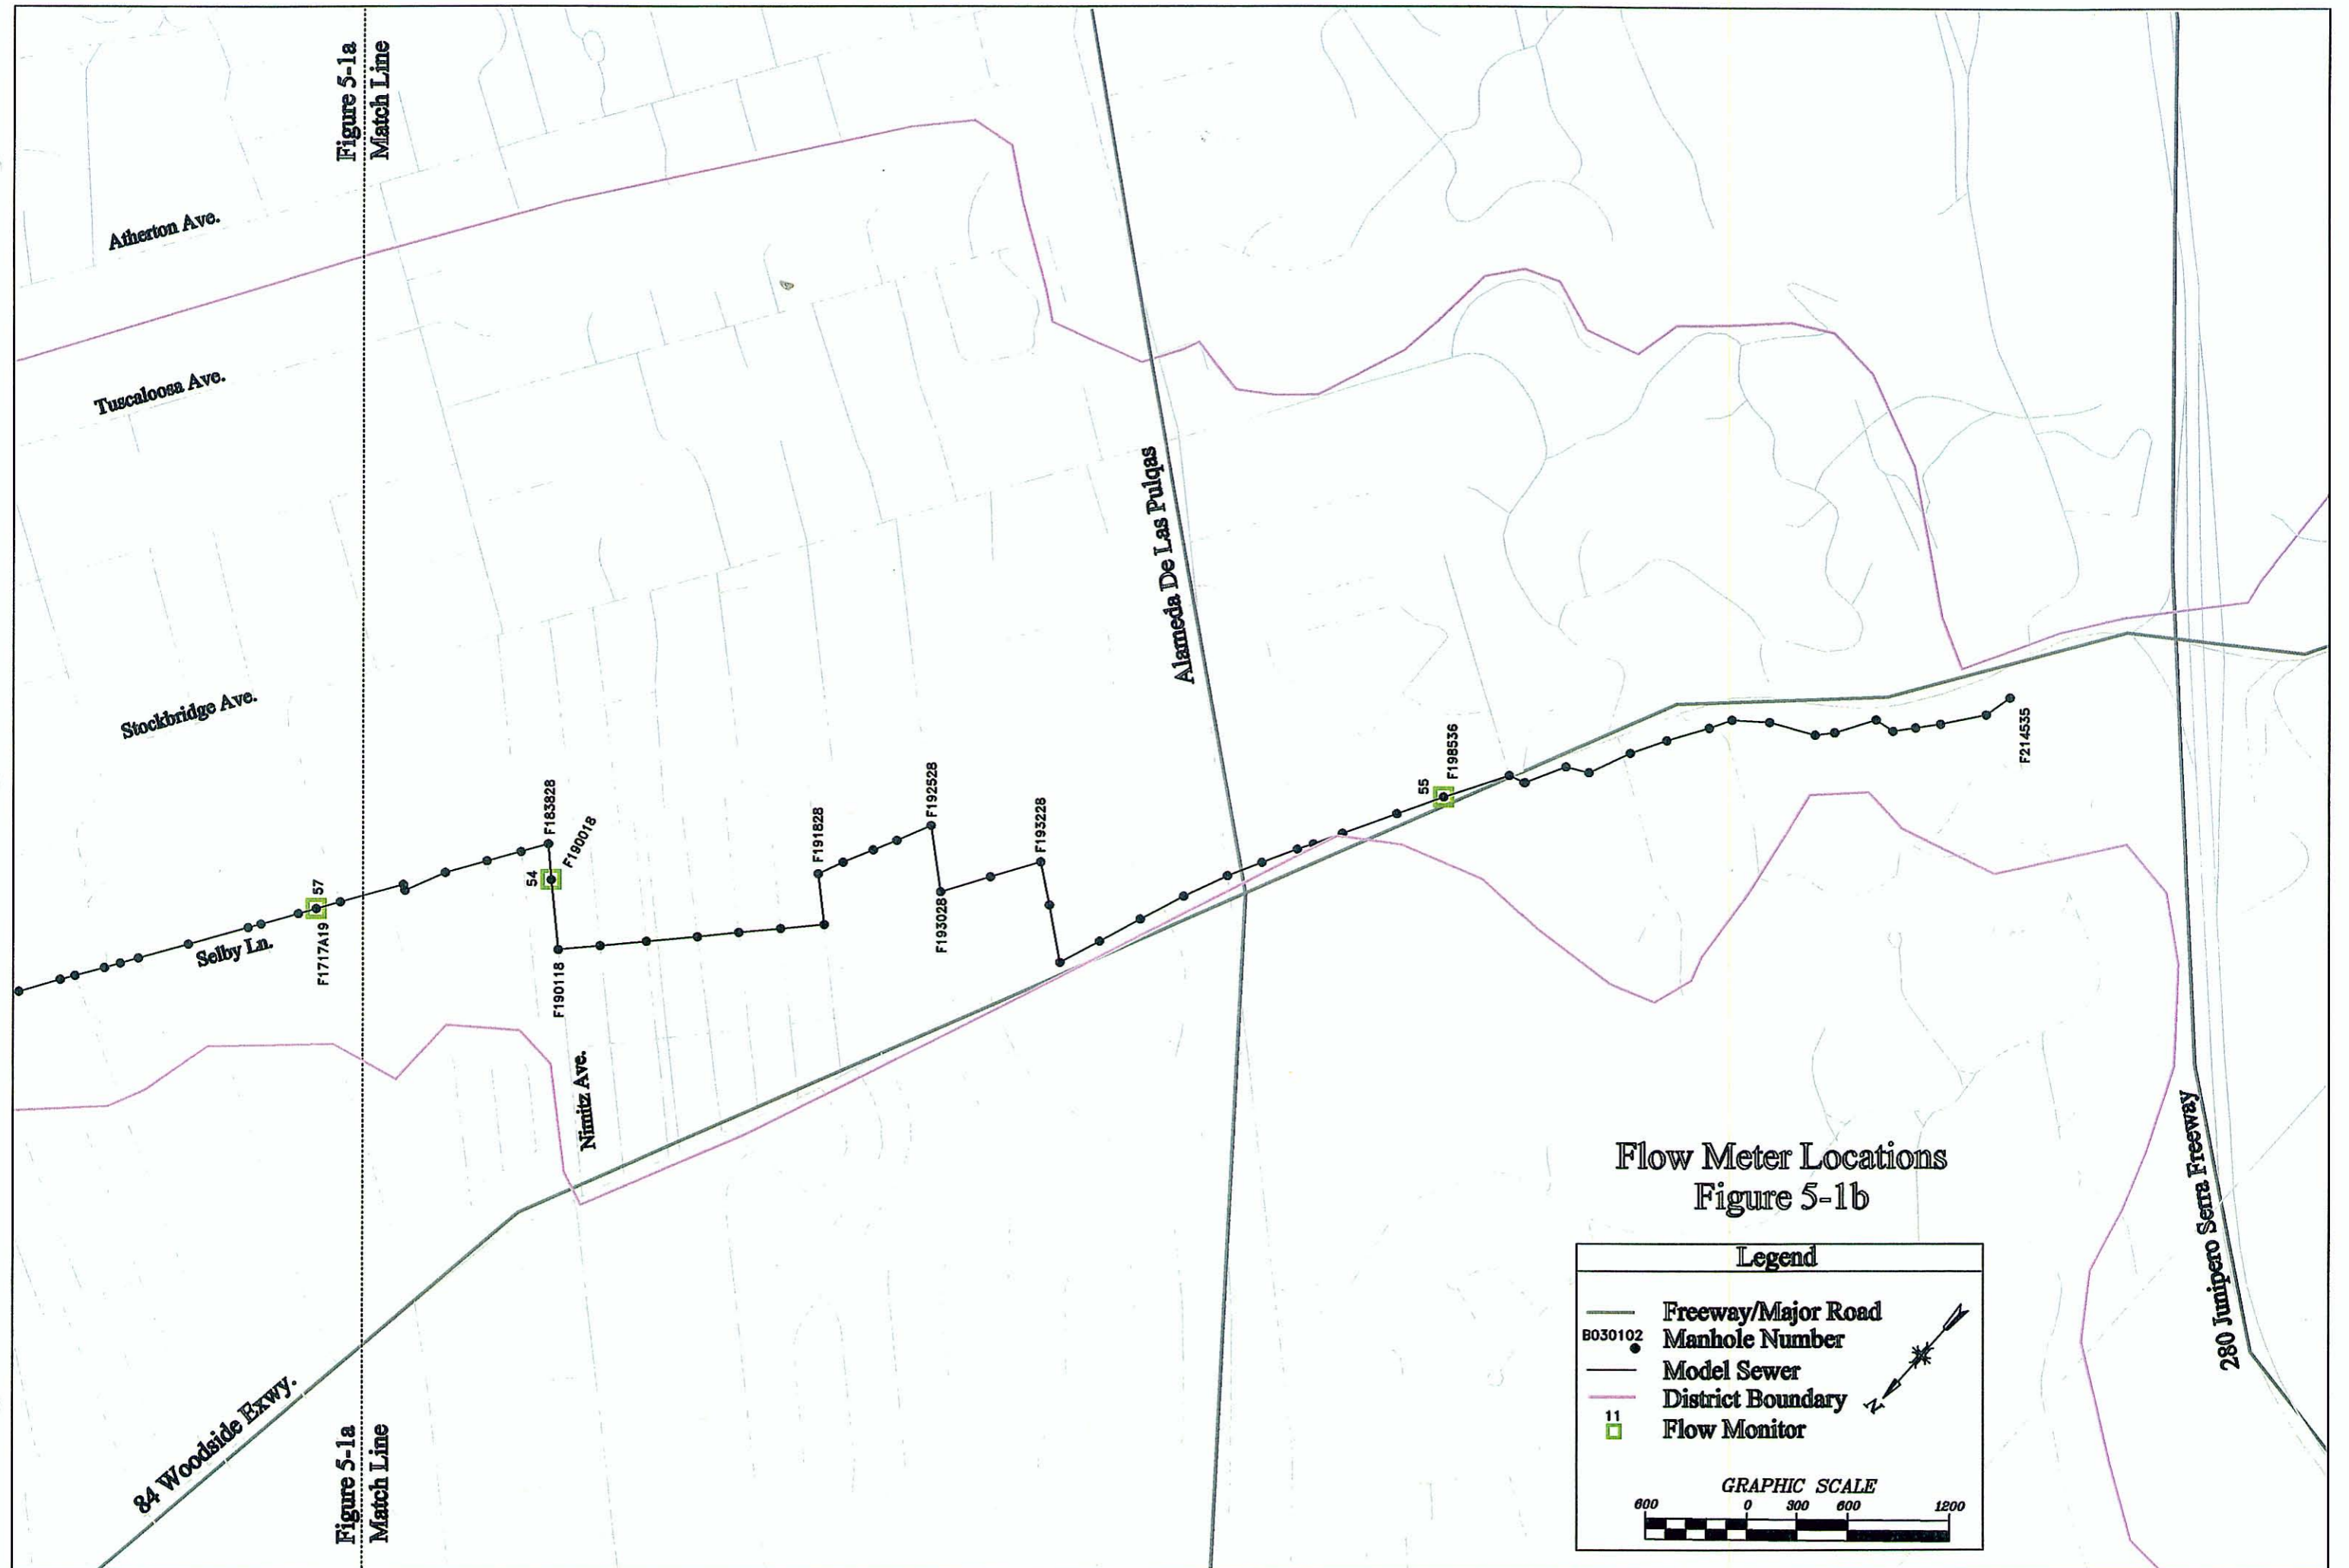 Figure 5-1a
Match Line
Atherton Ave.
Tuscaloosa Ave.
Stockbridge Ave.
Alameda De Las Pulqas
F183828
F190018
54
57
F1717A19
Selby Ln.
F190118
F191828
F192528
F193028
F193228
55
F198536
F214535
Nimitz Ave.
84 Woodside Exwy.
280 Junipero Serra Freeway
Figure 5-1a
Match Line
Flow Meter Locations
Figure 5-1b
Legend
Freeway/Major Road
B030102 Manhole Number
Model Sewer
District Boundary
N
11
Flow Monitor
GRAPHIC SCALE
600 0 300 600 1200